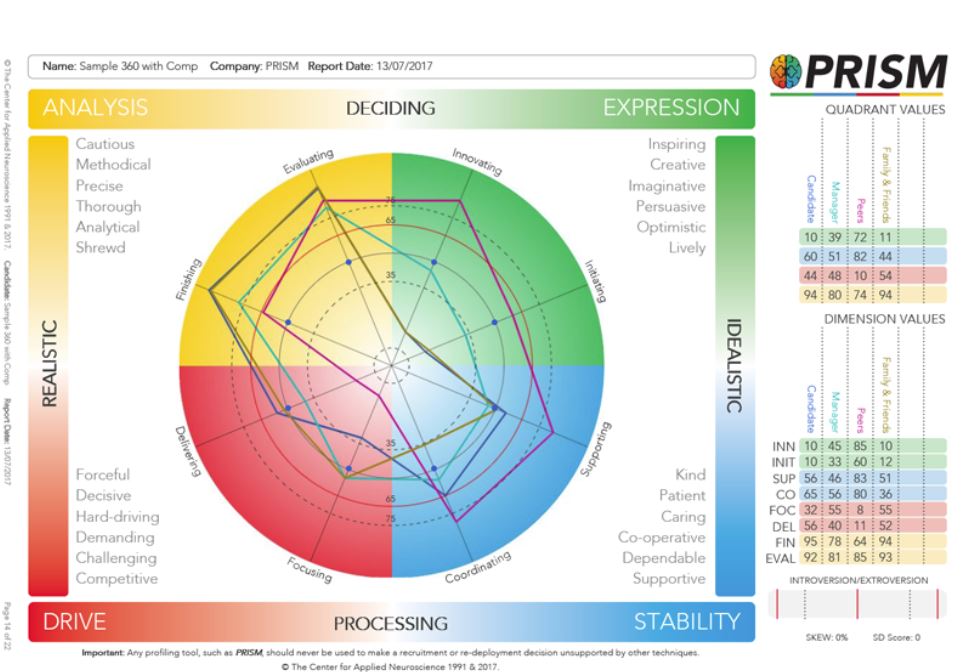 Name: Sample 360 with Comp Company: PRISM Report Date: 13/07/2017
PRISM
ANALYSIS DECIDING EXPRESSION
Cautious
Methodical
Precise
Thorough
Analytical
Shrewd
Inspiring
Creative
Imaginative
Persuasive
Optimistic
Lively
REALISTIC
IDEALISTIC
Evaluating
Innovating
Initiating
Supporting
Coordinating
Focusing
Delivering
Finishing
75
65
35
35
65
75
Forceful
Decisive
Hard-driving
Demanding
Challenging
Competitive
Kind
Patient
Caring
Co-operative
Dependable
Supportive
DRIVE PROCESSING STABILITY
QUADRANT VALUES
Candidate
Manager
Peers
Family & Friends
10 39 72 11
60 51 82 44
44 48 10 54
94 80 74 94
DIMENSION VALUES
Candidate
Manager
Peers
Family & Friends
INN 10 45 85 10
INIT 10 33 60 12
SUP 56 46 83 51
CO 65 56 80 36
FOC 32 55 8 55
DEL 56 40 11 52
FIN 95 78 64 94
EVAL 92 81 85 93
INTROVERSION/EXTROVERSION
SKEW: 0% SD Score: 0
Important: Any profiling tool, such as PRISM, should never be used to make a recruitment or re-deployment decision unsupported by other techniques.
© The Center for Applied Neuroscience 1991 & 2017.
© The Center for Applied Neuroscience 1991 & 2017. Candidate: Sample 360 with Comp Report Date: 13/07/2017 Page 14 of 22